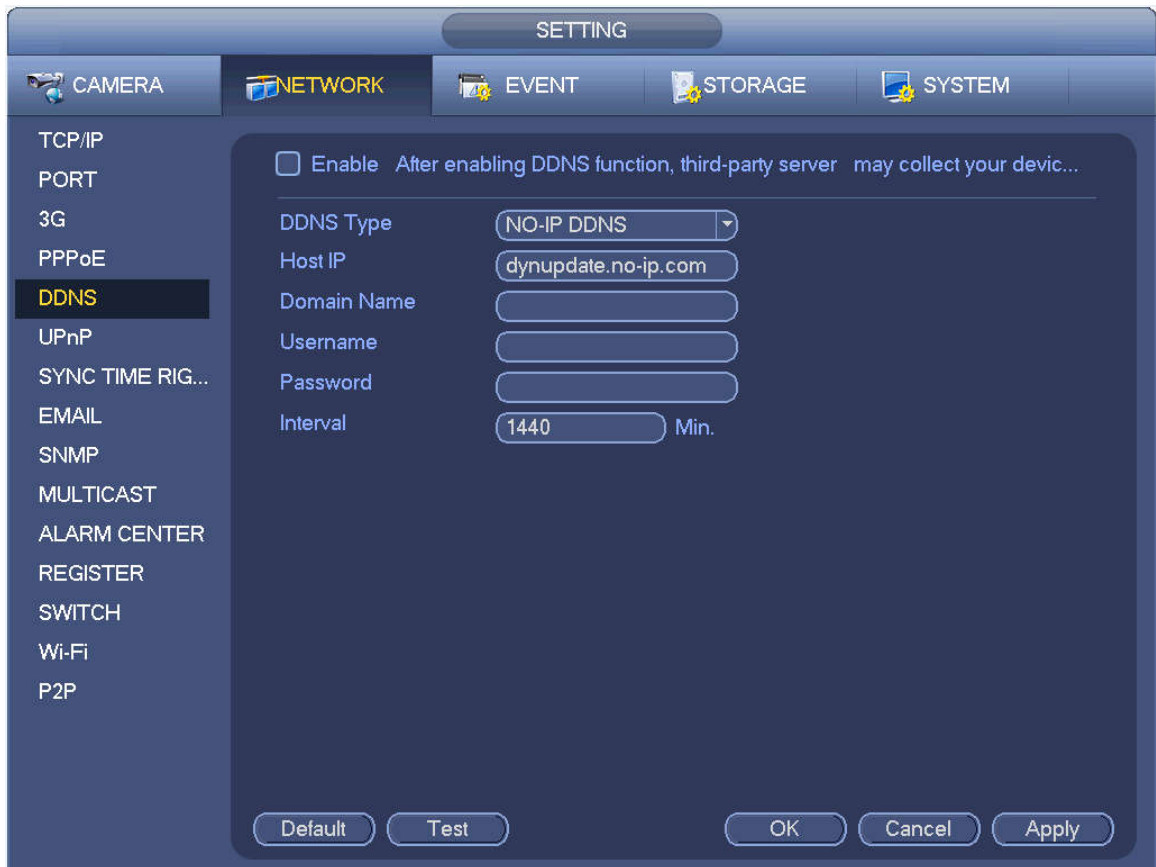 SETTING
CAMERA NETWORK EVENT STORAGE SYSTEM
TCP/IP
PORT
3G
PPPoE
DDNS
UPnP
SYNC TIME RIG...
EMAIL
SNMP
MULTICAST
ALARM CENTER
REGISTER
SWITCH
Wi-Fi
P2P
Enable After enabling DDNS function, third-party server may collect your devic...
DDNS Type NO-IP DDNS
Host IP dynupdate.no-ip.com
Domain Name
Username
Password
Interval 1440 Min.
Default Test OK Cancel Apply